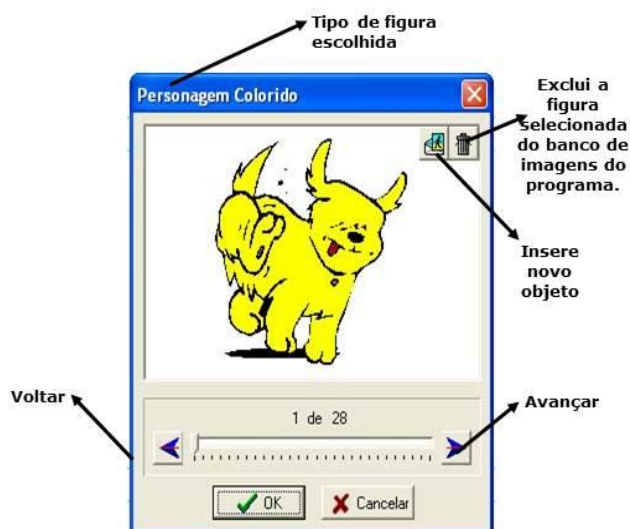 Tipo de figura
escolhida
Personagem Colorido
Exclui a
figura
selecionada
do banco de
imagens do
programa.
Insere
novo
objeto
Voltar
1 de 28
Avançar
OK
Cancelar